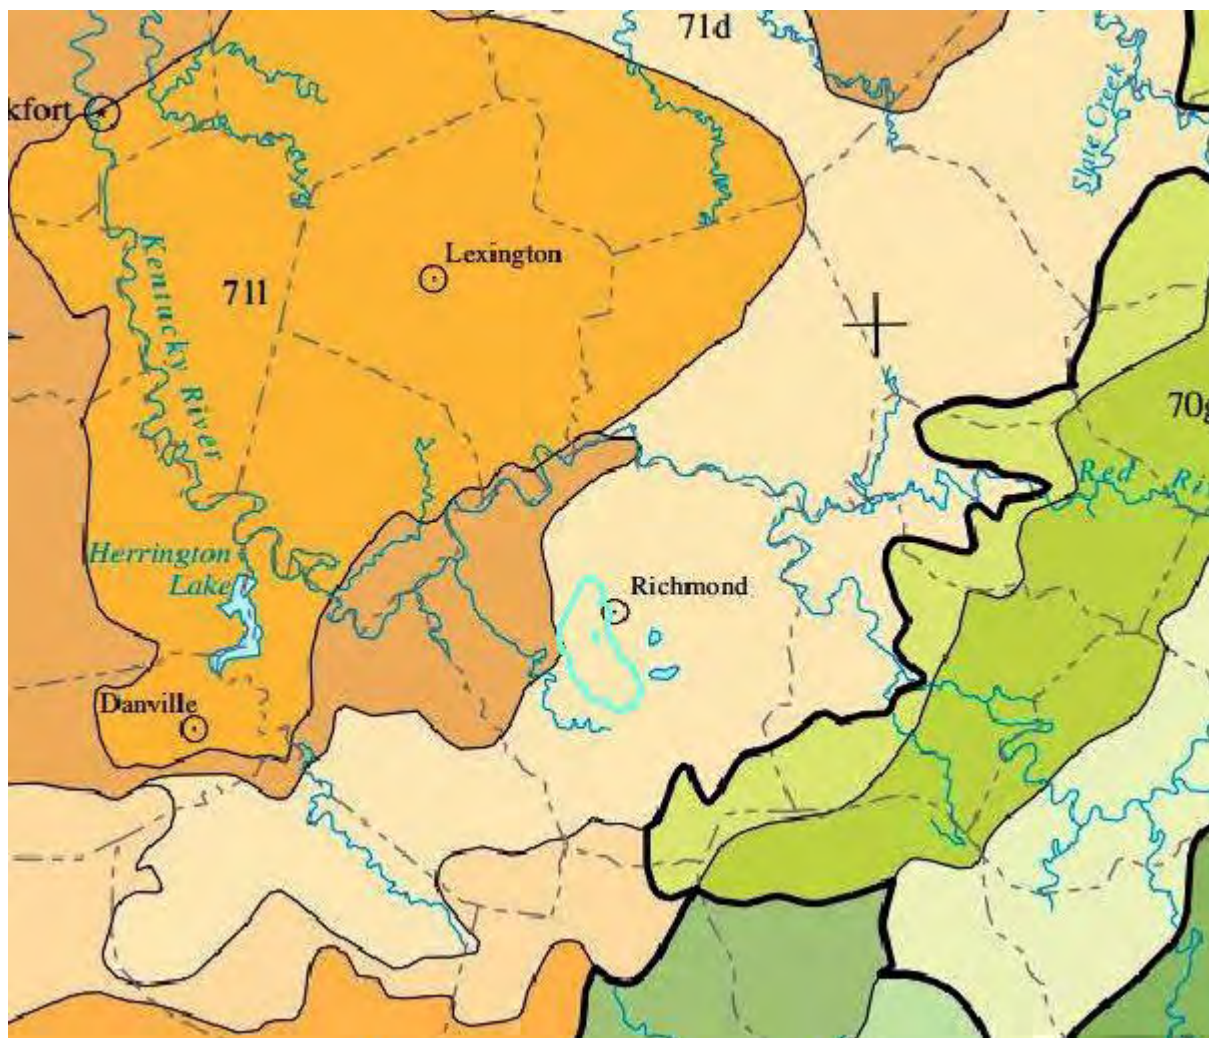 71d
kfort
Slate Creek
Lexington
Kentucky River
71l
70g
Red Ri
Herrington
Lake
Richmond
Danville